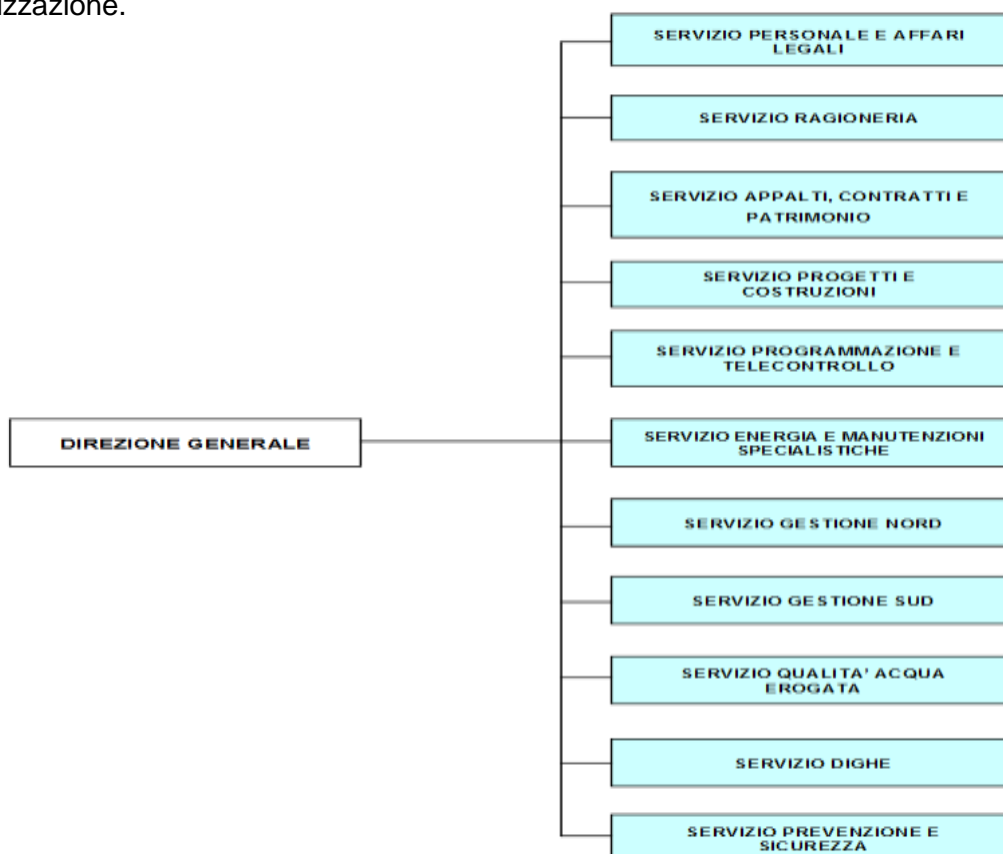 izzazione.
SERVIZIO PERSONALE E AFFARI
LEGALI
SERVIZIO RAGIONERIA
SERVIZIO APPALTI, CONTRATTI E
PATRIMONIO
SERVIZIO PROGETTI E
COSTRUZIONI
SERVIZIO PROGRAMMAZIONE E
TELECONTROLLO
DIREZIONE GENERALE
SERVIZIO ENERGIA E MANUTENZIONI
SPECIALISTICHE
SERVIZIO GESTIONE NORD
SERVIZIO GESTIONE SUD
SERVIZIO QUALITA' ACQUA
EROGATA
SERVIZIO DIGHE
SERVIZIO PREVENZIONE E
SICUREZZA